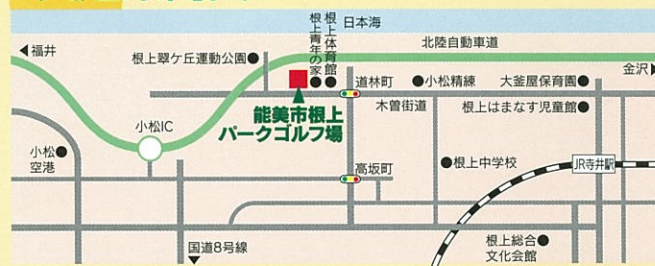 日本海
◀福井
根上翠ケ丘運動公園●
根上青年の家
根上体育館
北陸自動車道
金沢▶
道林町
●小松精練
大釜屋保育園●
能美市根上
パークゴルフ場
木曽街道
根上はまなす児童館●
小松IC
小松●
空港
高坂町
●根上中学校
JR寺井駅
国道8号線
▼
根上総合●
文化会館